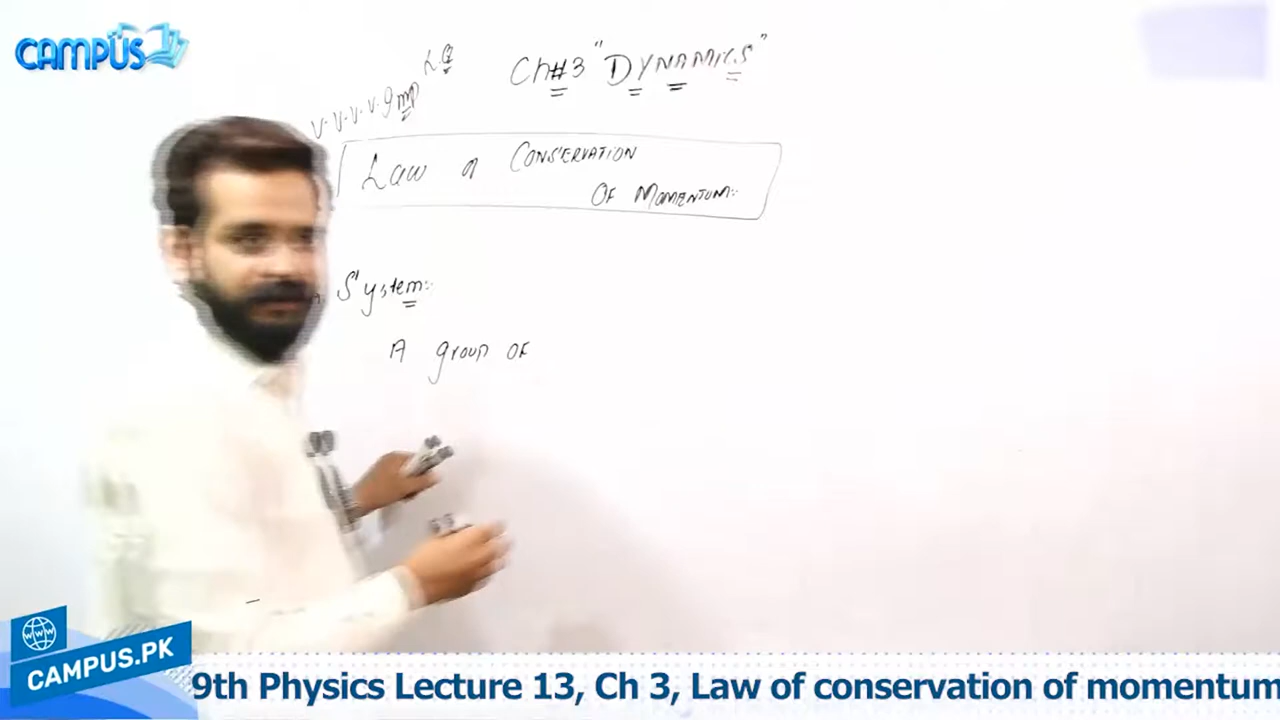 CAMPUS
L.Q
Ch#3 "DYNAMICS"
V.V.V.V.Imp
Law of CONSERVATION
OF MOMENTUM:-
System:-
A group OF
WWW
CAMPUS.PK
9th Physics Lecture 13, Ch 3, Law of conservation of momentum